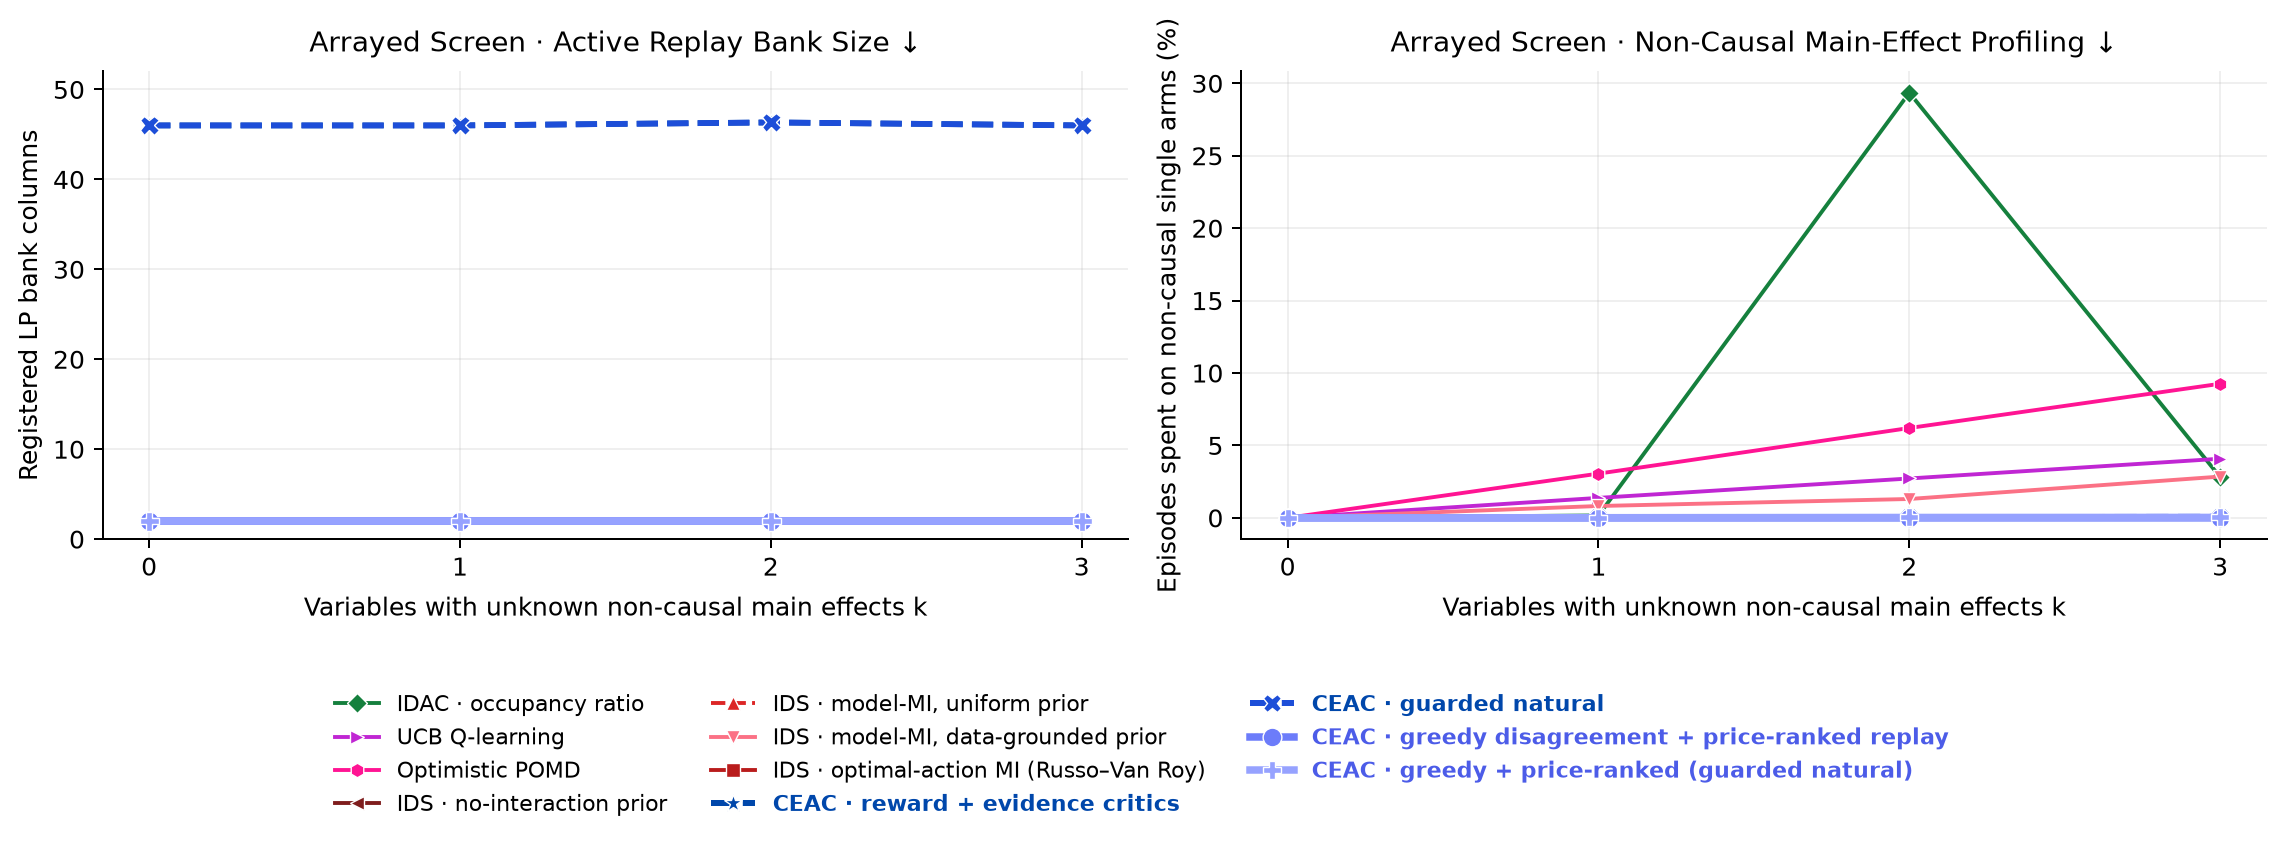 Arrayed Screen · Active Replay Bank Size ↓
Registered LP bank columns
50
40
30
20
10
0
0 1 2 3
Variables with unknown non-causal main effects k
Arrayed Screen · Non-Causal Main-Effect Profiling ↓
Episodes spent on non-causal single arms (%)
30
25
20
15
10
5
0
0 1 2 3
Variables with unknown non-causal main effects k
IDAC · occupancy ratio
UCB Q-learning
Optimistic POMD
IDS · no-interaction prior
IDS · model-MI, uniform prior
IDS · model-MI, data-grounded prior
IDS · optimal-action MI (Russo–Van Roy)
CEAC · reward + evidence critics
CEAC · guarded natural
CEAC · greedy disagreement + price-ranked replay
CEAC · greedy + price-ranked (guarded natural)